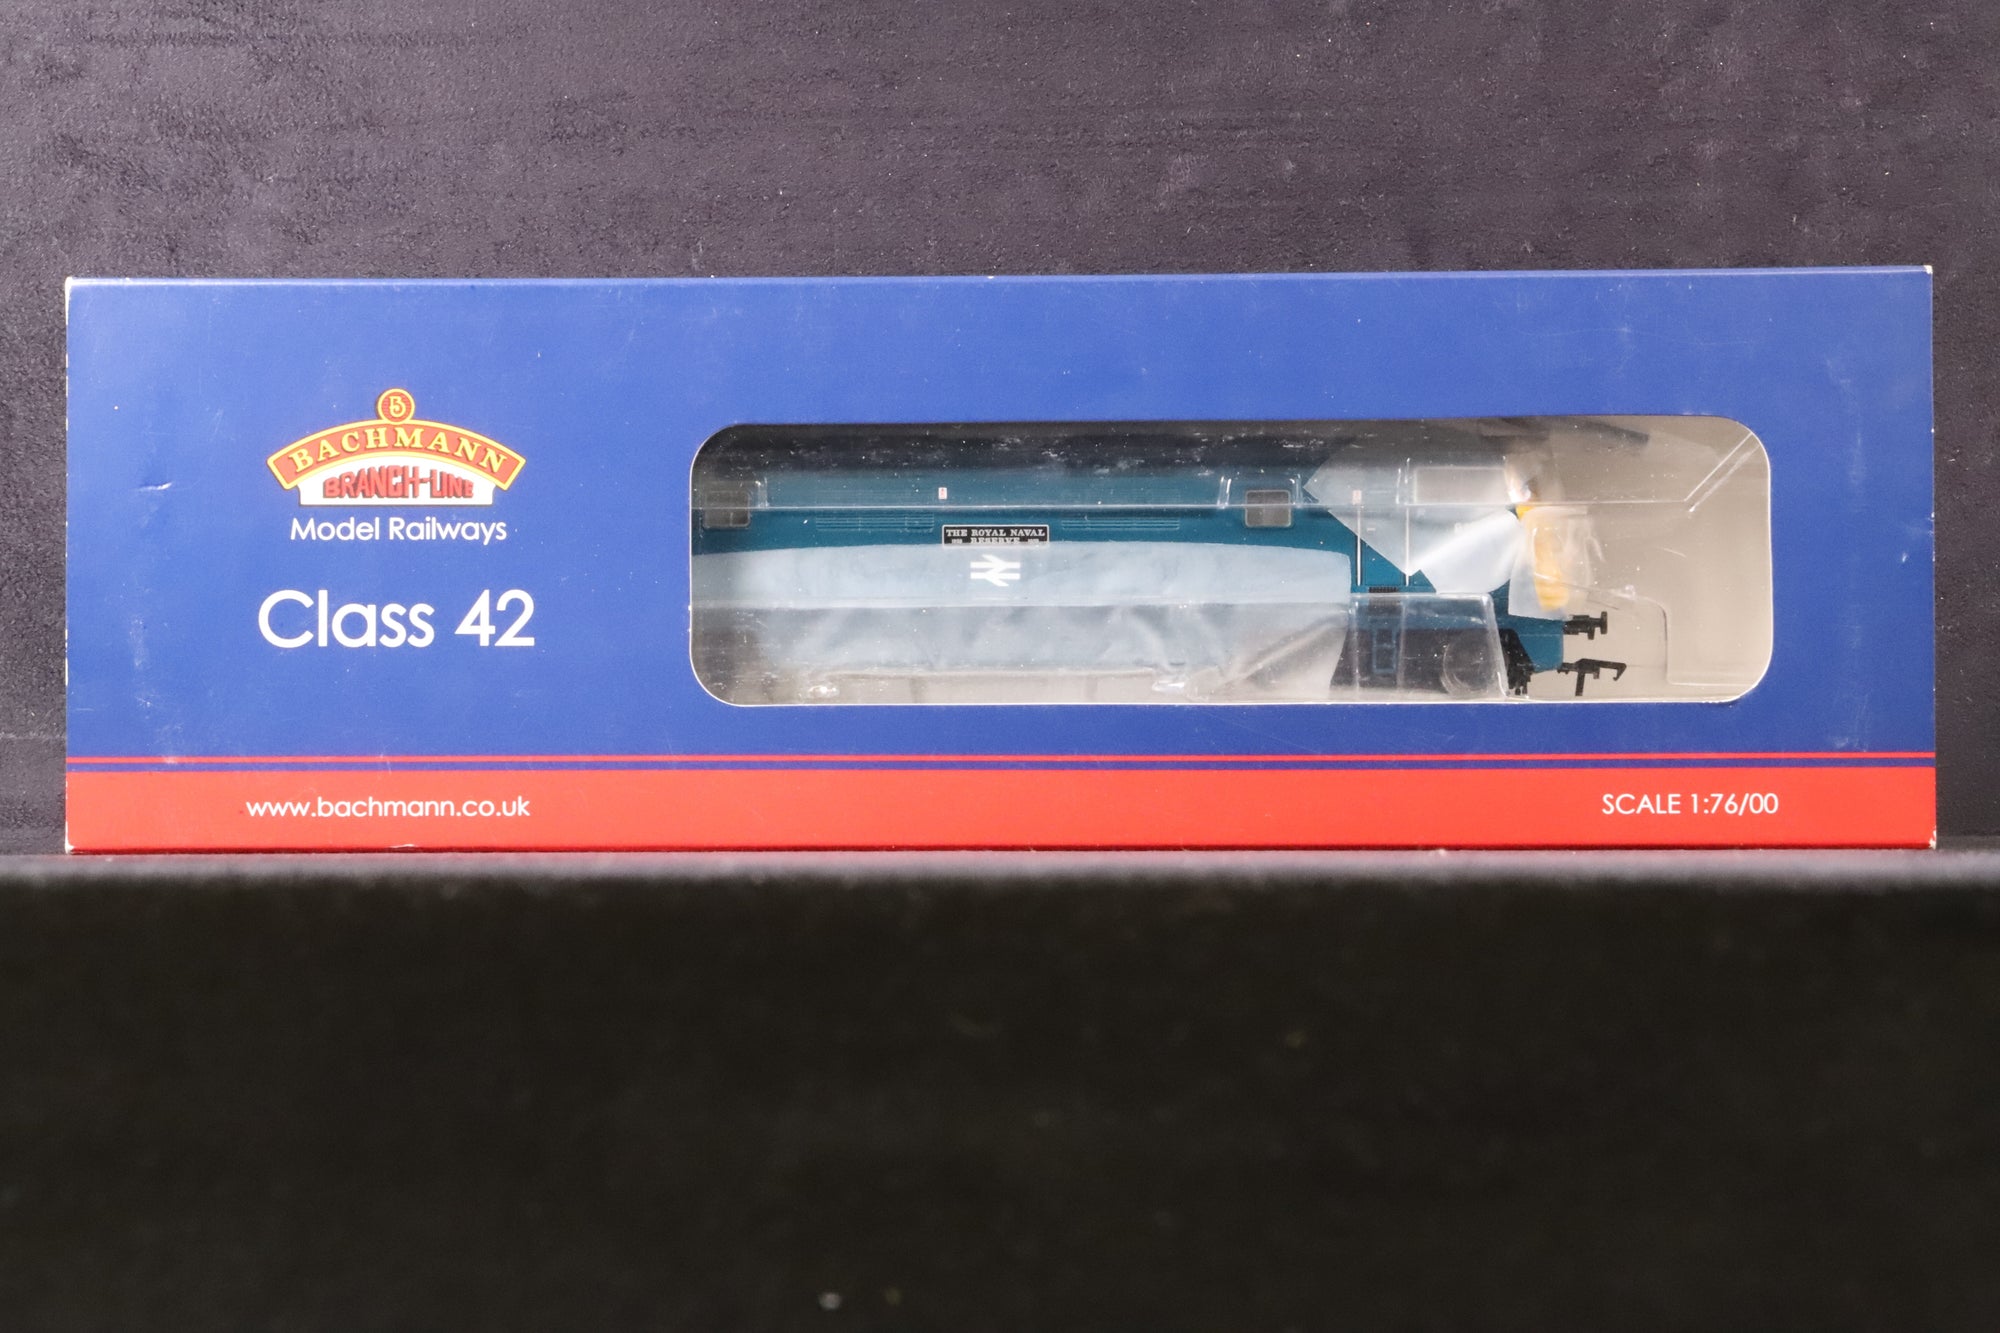 B
BACHMANN
BRANCH-LINE
Model Railways
Class 42
THE ROYAL NAVAL
RESERVE
www.bachmann.co.uk
SCALE 1:76/00